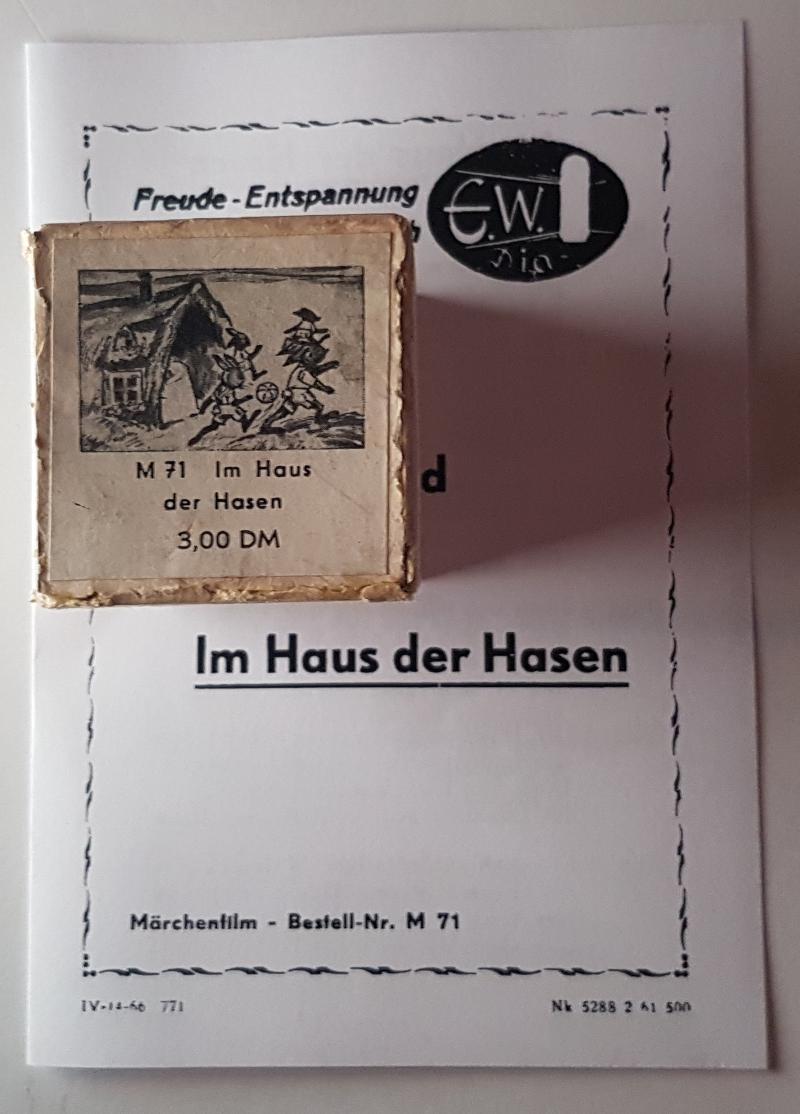 Freude - Entspannung
h
E.W.
Dia-
M 71 Im Haus
der Hasen
3,00 DM
d
Im Haus der Hasen
Märchenfilm - Bestell-Nr. M 71
IV-14-66 771
Nk 5288 2 61 500